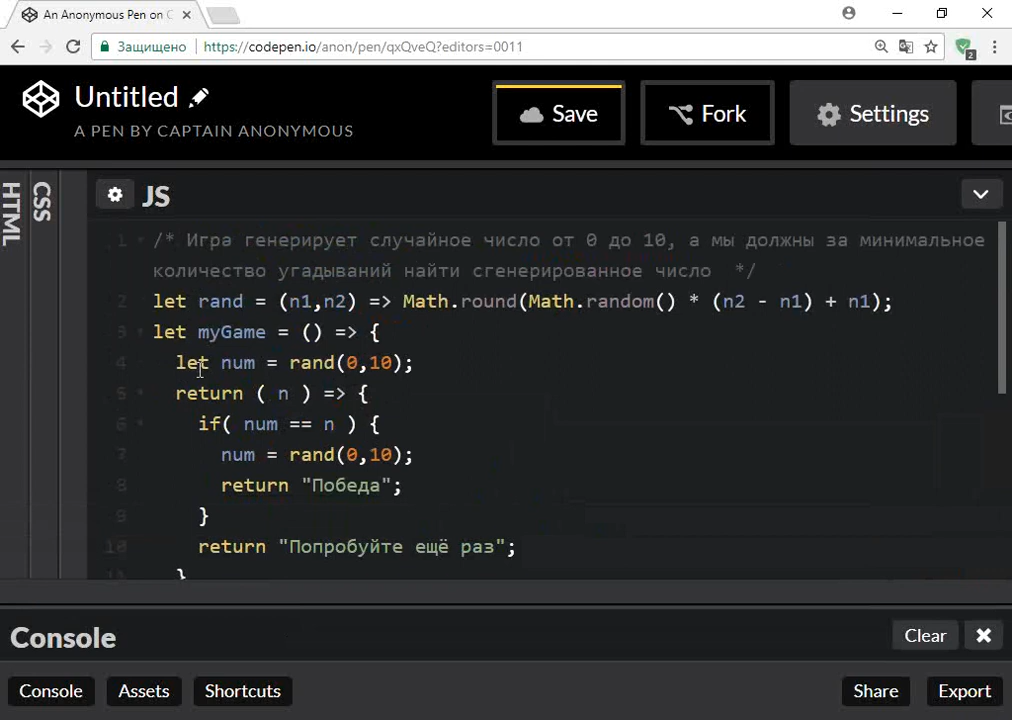 An Anonymous Pen on C
Защищено
https://codepen.io/anon/pen/qxQveQ?editors=0011
2
Untitled
A PEN BY CAPTAIN ANONYMOUS
Save
Fork
Settings
HTML
CSS
JS
1 /* Игра генерирует случайное число от 0 до 10, а мы должны за минимальное
количество угадываний найти сгенерированное число */
2 let rand = (n1,n2) => Math.round(Math.random() * (n2 - n1) + n1);
3 let myGame = () => {
4 let num = rand(0,10);
5 return ( n ) => {
6 if( num == n ) {
7 num = rand(0,10);
8 return "Победа";
9 }
10 return "Попробуйте ещё раз";
}
Console
Clear
Console
Assets
Shortcuts
Share
Export